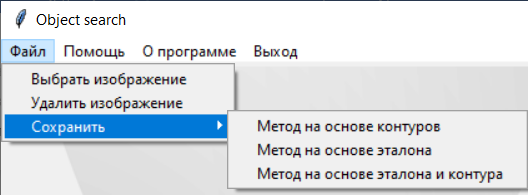 Object search
Файл Помощь О программе Выход
Выбрать изображение
Удалить изображение
Сохранить
Метод на основе контуров
Метод на основе эталона
Метод на основе эталона и контура